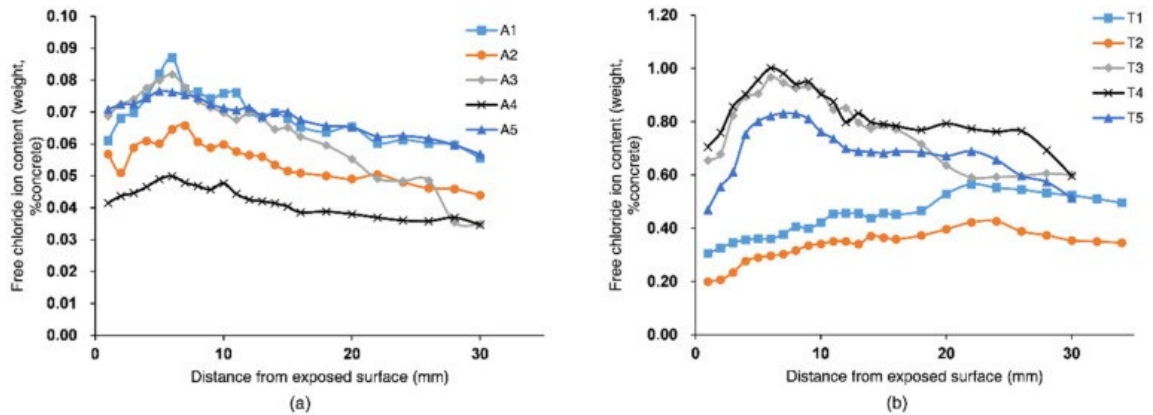 Free chloride ion content (weight,
%concrete)
0.10
0.09
0.08
0.07
0.06
0.05
0.04
0.03
0.02
0.01
0.00
0
10
20
30
Distance from exposed surface (mm)
A1
A2
A3
A4
A5
(a)
Free chloride ion content (weight,
%concrete)
1.20
1.00
0.80
0.60
0.40
0.20
0.00
0
10
20
30
Distance from exposed surface (mm)
T1
T2
T3
T4
T5
(b)